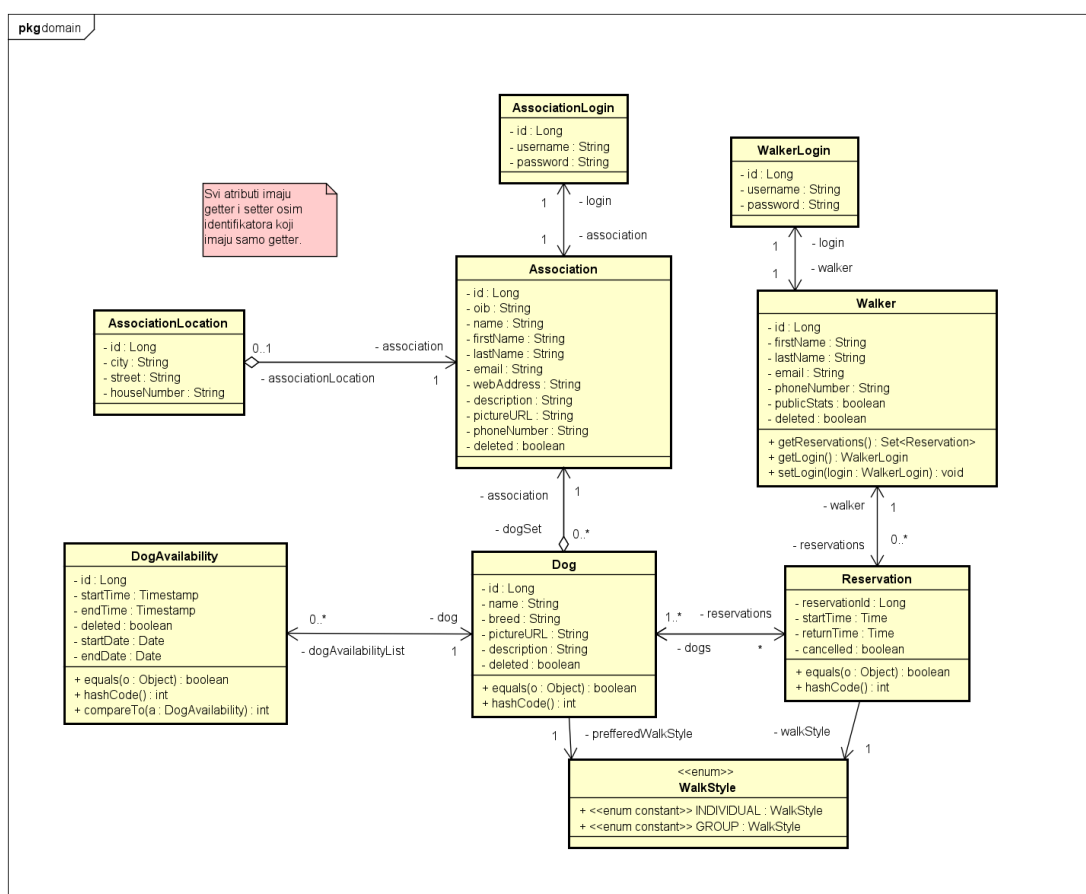 pkg domain
AssociationLogin
- id : Long
- username : String
- password : String
WalkerLogin
- id : Long
- username : String
- password : String
Svi atributi imaju
getter i setter osim
identifikatora koji
imaju samo getter.
1
- login
1
- association
1
- login
1
- walker
Association
- id : Long
- oib : String
- name : String
- firstName : String
- lastName : String
- email : String
- webAddress : String
- description : String
- pictureURL : String
- phoneNumber : String
- deleted : boolean
Walker
- id : Long
- firstName : String
- lastName : String
- email : String
- phoneNumber : String
- publicStats : boolean
- deleted : boolean
+ getReservations() : Set<Reservation>
+ getLogin() : WalkerLogin
+ setLogin(login : WalkerLogin) : void
AssociationLocation
- id : Long
- city : String
- street : String
- houseNumber : String
0..1
- association
- associationLocation
1
- association
1
- dogSet
0..*
- walker
1
- reservations
0..*
DogAvailability
- id : Long
- startTime : Timestamp
- endTime : Timestamp
- deleted : boolean
- startDate : Date
- endDate : Date
+ equals(o : Object) : boolean
+ hashCode() : int
+ compareTo(a : DogAvailability) : int
0..*
- dog
- dogAvailabilityList
1
Dog
- id : Long
- name : String
- breed : String
- pictureURL : String
- description : String
- deleted : boolean
+ equals(o : Object) : boolean
+ hashCode() : int
1..*
- reservations
- dogs
*
Reservation
- reservationId : Long
- startTime : Time
- returnTime : Time
- cancelled : boolean
+ equals(o : Object) : boolean
+ hashCode() : int
1
- prefferedWalkStyle
- walkStyle
1
<<enum>>
WalkStyle
+ <<enum constant>> INDIVIDUAL : WalkStyle
+ <<enum constant>> GROUP : WalkStyle